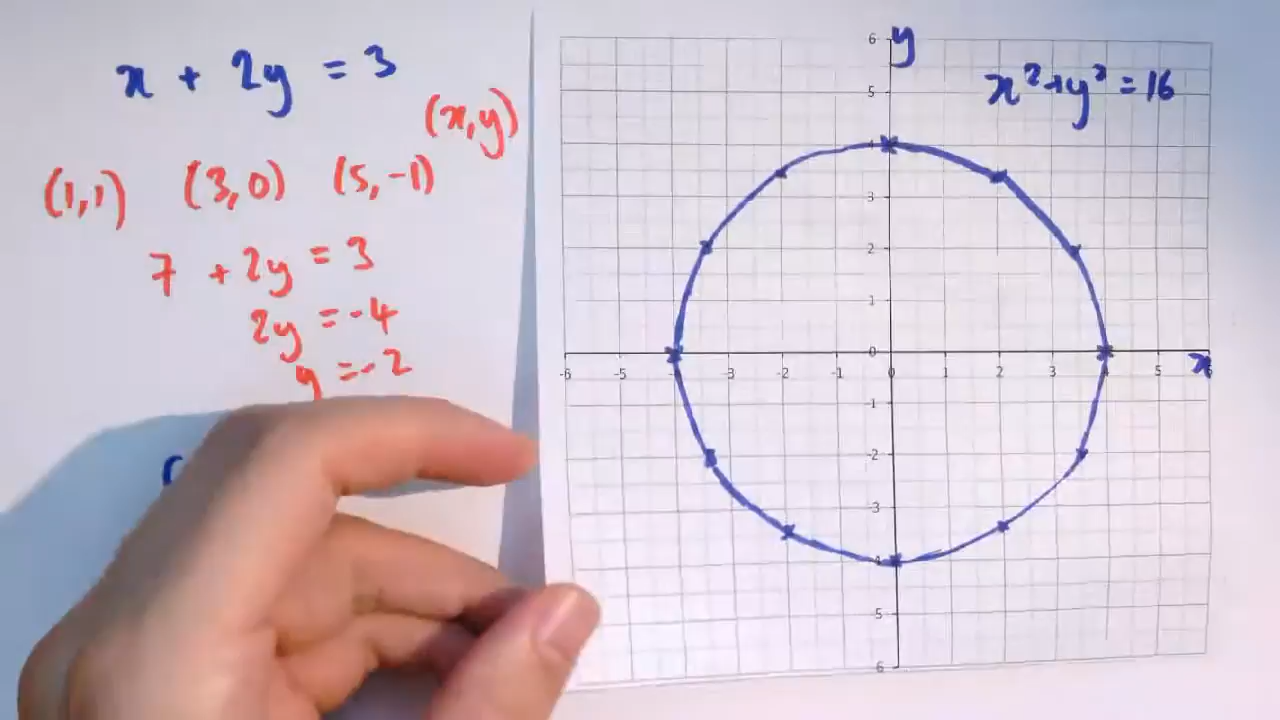 x + 2y = 3
(x,y)
(1,1) (3,0) (5,-1)
7 + 2y = 3
2y = -4
y = -2
y
x² + y² = 16
6
5
4
3
2
1
0
-6 -5 -3 -2 -1 0 1 2 3 5 6
x
-1
-2
-3
-4
-5
-6